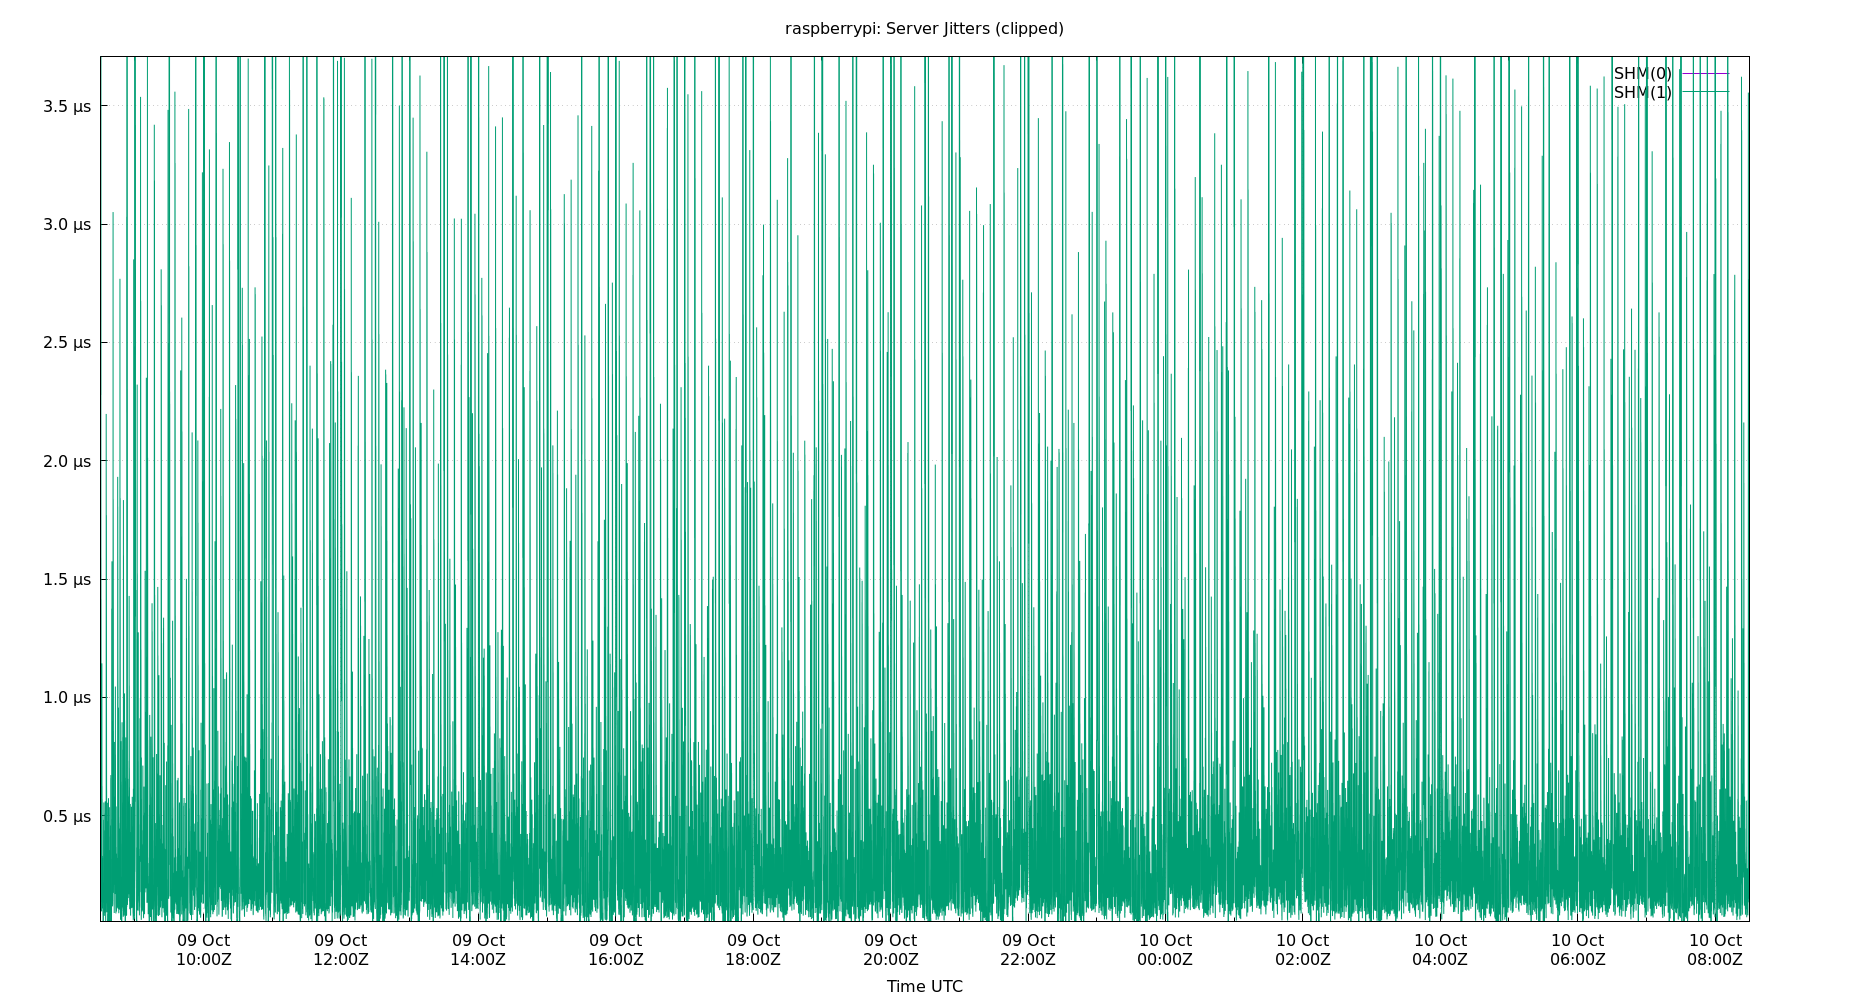 raspberrypi: Server Jitters (clipped)
SHM(0)
SHM(1)
3.5 µs
3.0 µs
2.5 µs
2.0 µs
1.5 µs
1.0 µs
0.5 µs
09 Oct 09 Oct 09 Oct 09 Oct 09 Oct 09 Oct 09 Oct 10 Oct 10 Oct 10 Oct 10 Oct 10 Oct
10:00Z 12:00Z 14:00Z 16:00Z 18:00Z 20:00Z 22:00Z 00:00Z 02:00Z 04:00Z 06:00Z 08:00Z
Time UTC